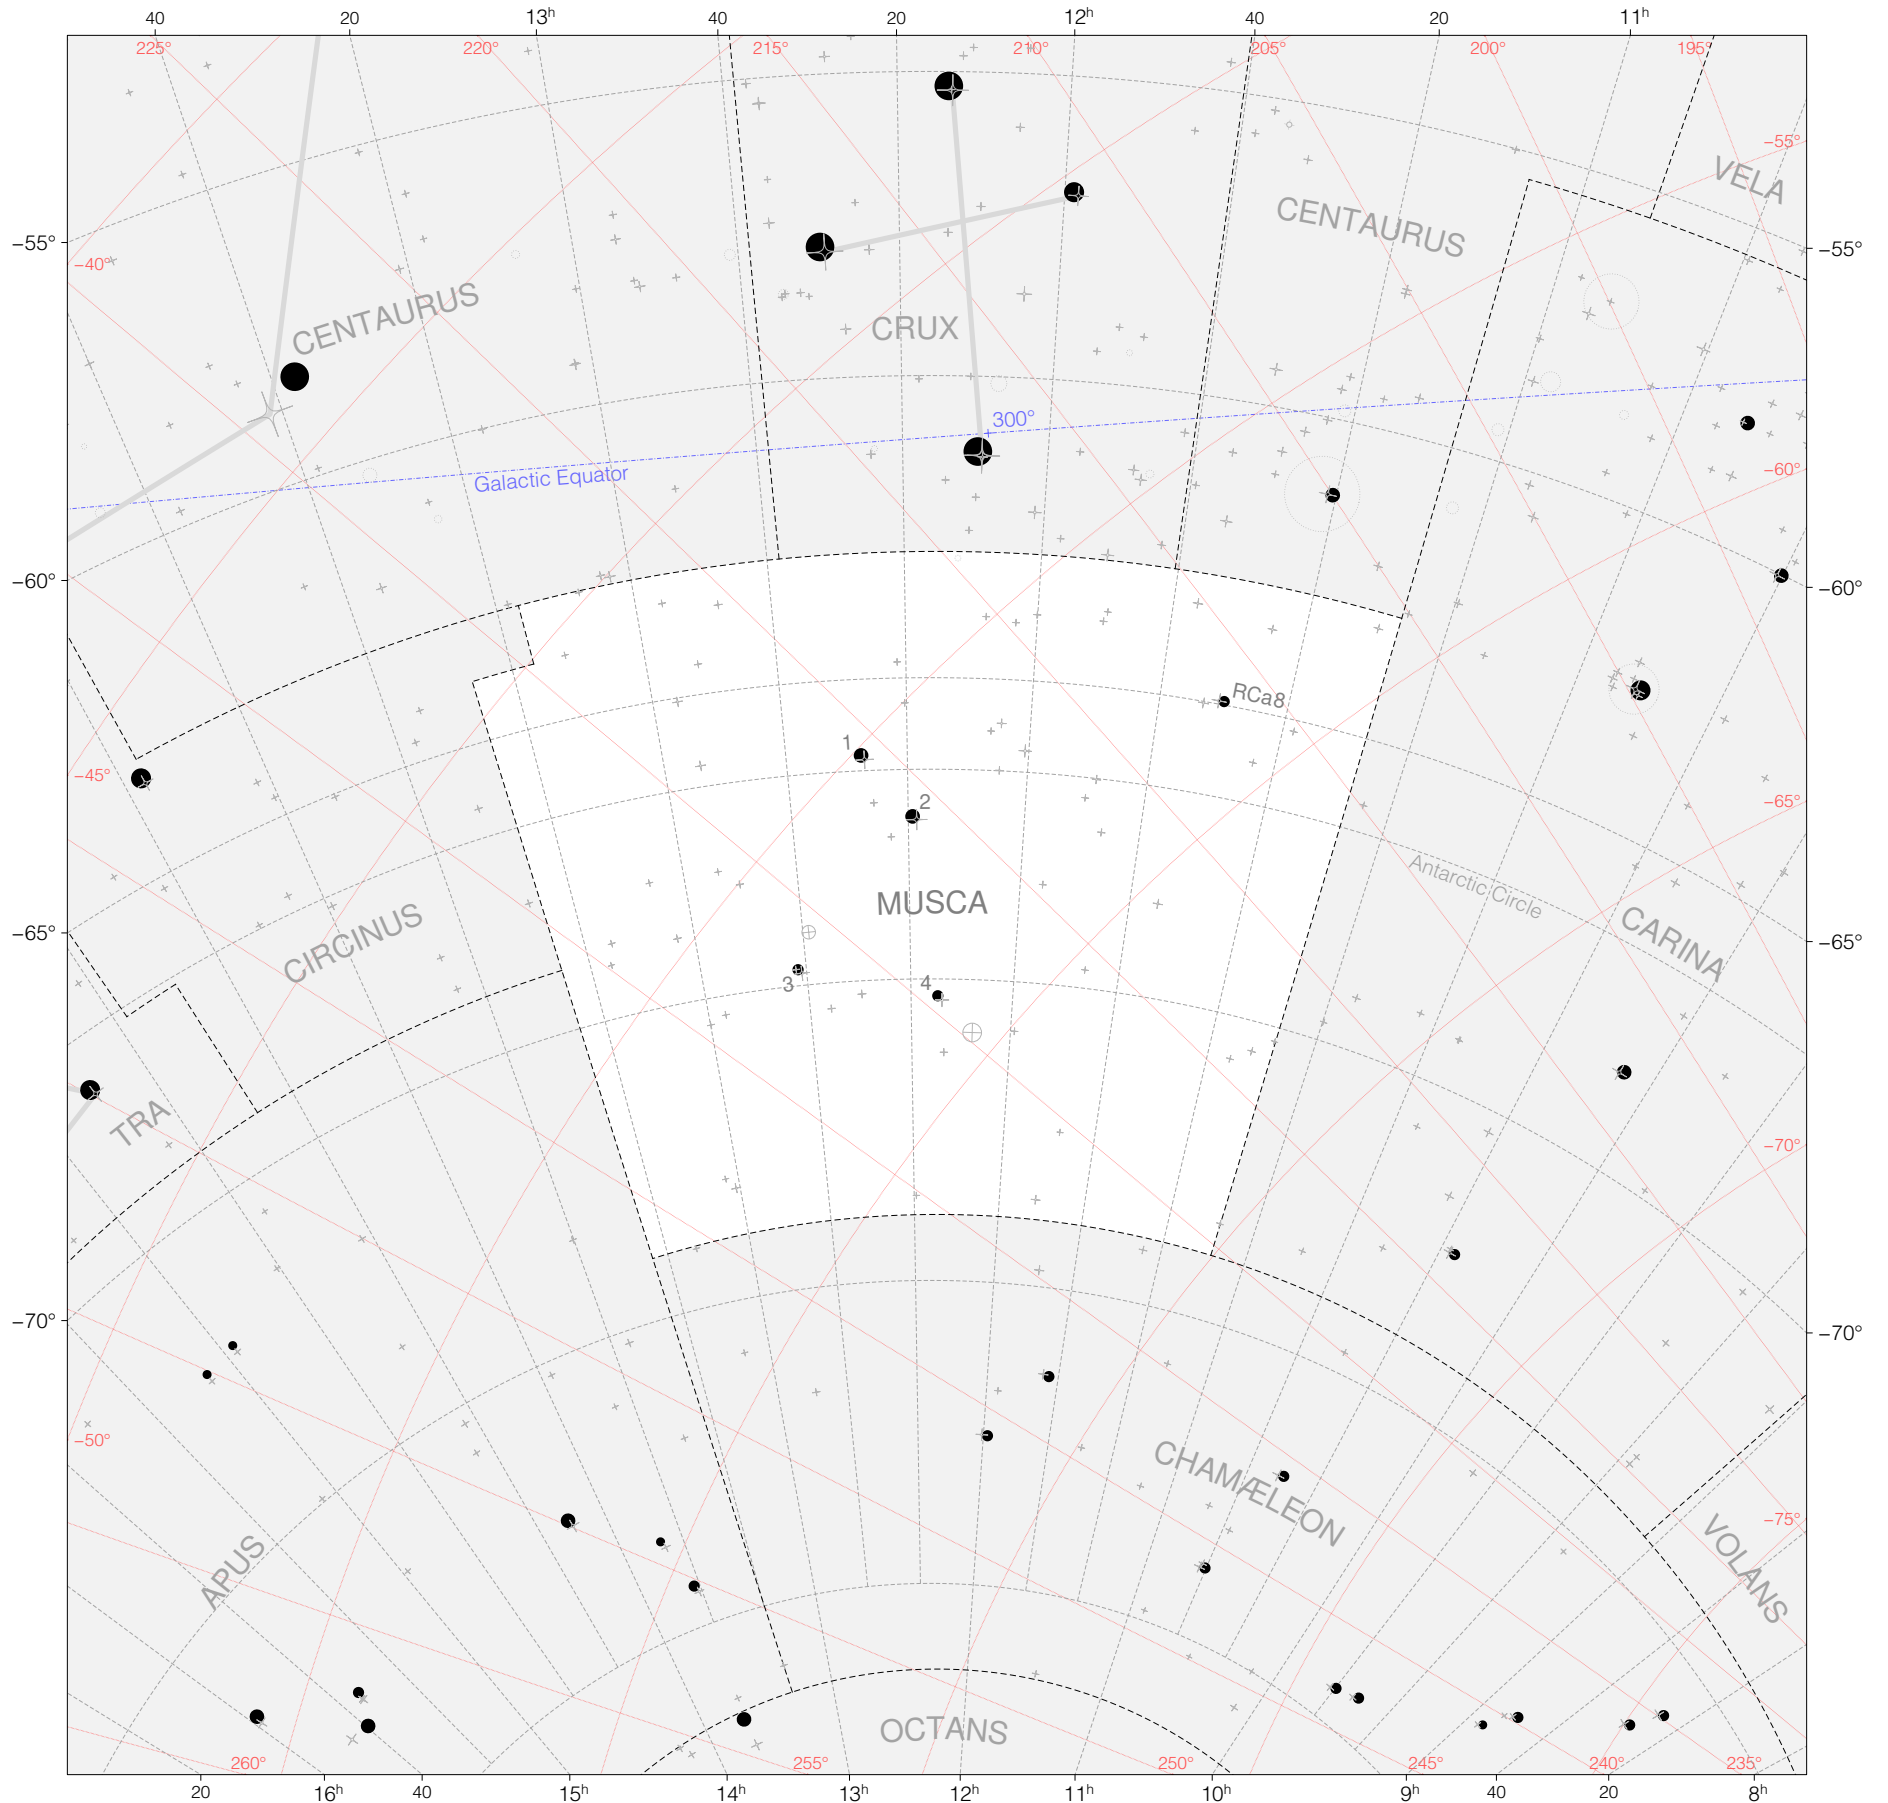 40 20 13h 40 20 12h 40 20 11h
225° 220° 215° 210° 205° 200° 195°
−55°
VELA
CENTAURUS
−55° −55°
−40°
CENTAURUS
CRUX
300°
Galactic Equator
−60°
−60° −60°
RCa8
1
−45°
2
−65°
Antarctic Circle
MUSCA
CIRCINUS
CARINA
−65° −65°
3 4
TRA
−70°
−70° −70°
−50°
CHAMÆLEON
−75°
VOLANS
APUS
OCTANS
260° 255° 250° 245° 240° 235°
20 16h 40 15h 14h 13h 12h 11h 10h 9h 40 20 8h